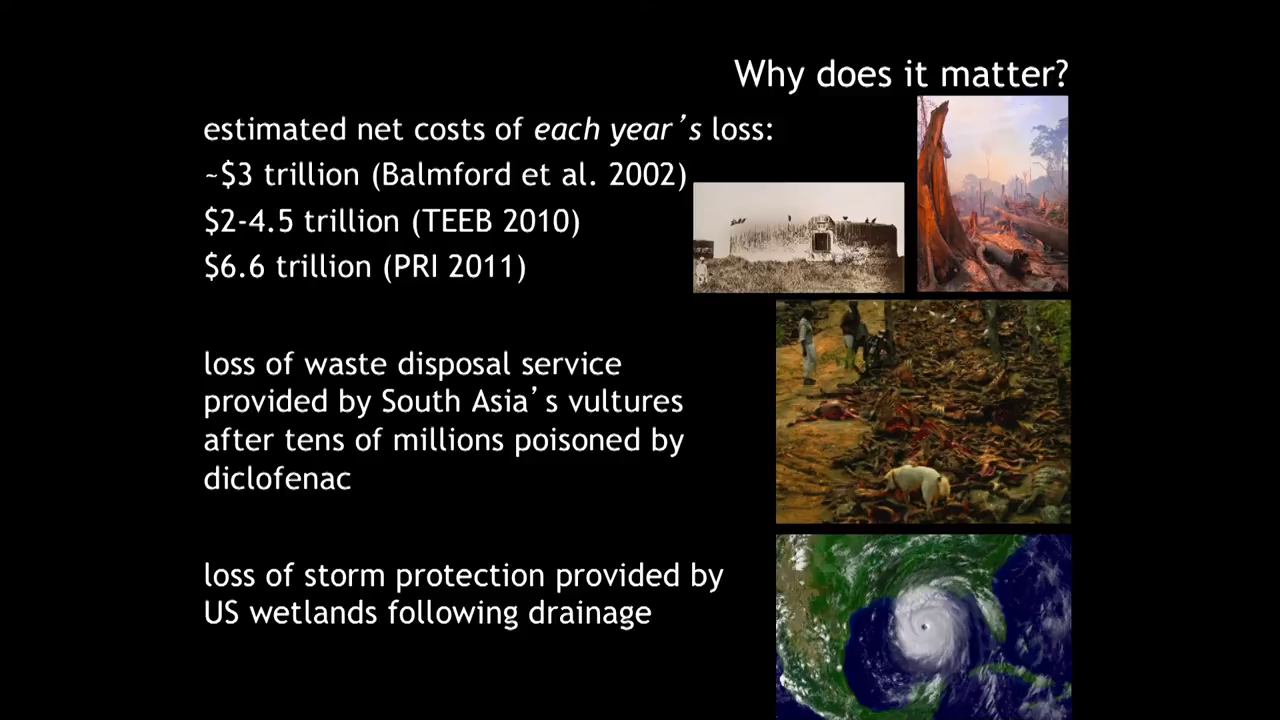 Why does it matter?
estimated net costs of each year's loss:
~$3 trillion (Balmford et al. 2002)
$2-4.5 trillion (TEEB 2010)
$6.6 trillion (PRI 2011)
loss of waste disposal service
provided by South Asia's vultures
after tens of millions poisoned by
diclofenac
loss of storm protection provided by
US wetlands following drainage